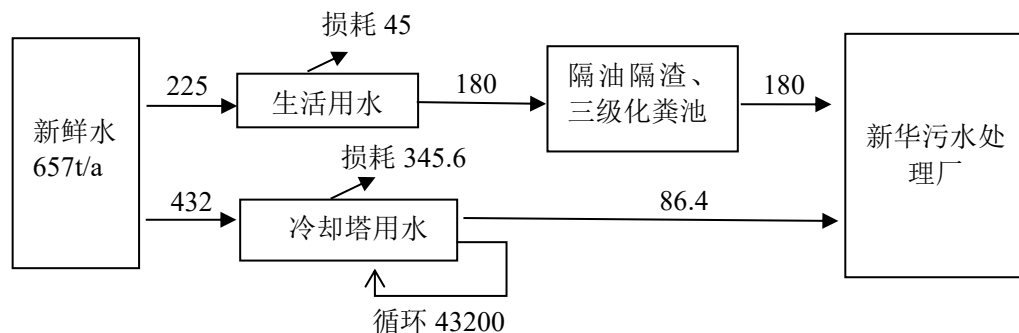 损耗 45
225
生活用水
180
隔油隔渣、
三级化粪池
180
新鲜水
657t/a
新华污水处
理厂
损耗 345.6
432
冷却塔用水
86.4
循环 43200